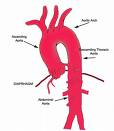 Aortic Arch
Ascending
Aorta
Descending Thoracic
Aorta
DIAPHRAGM
Abdominal
Aorta